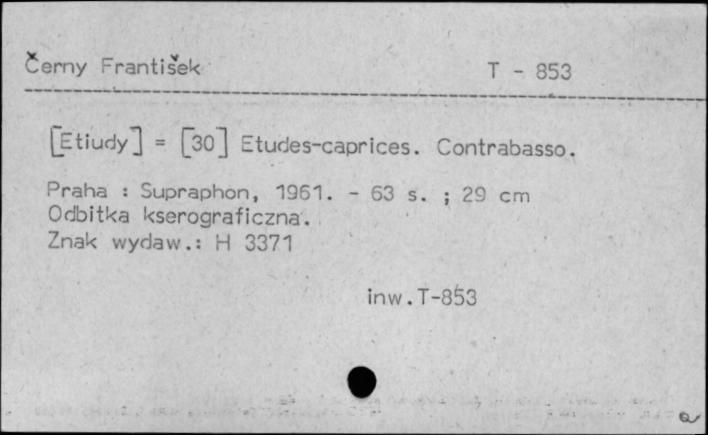 Černy František T - 853
[Etiudy] = [30] Etudes-caprices. Contrabasso.
Praha : Supraphon, 1961. - 63 s. ; 29 cm
Odbitka kserograficzna.
Znak wydaw.: H 3371
inw.T-853